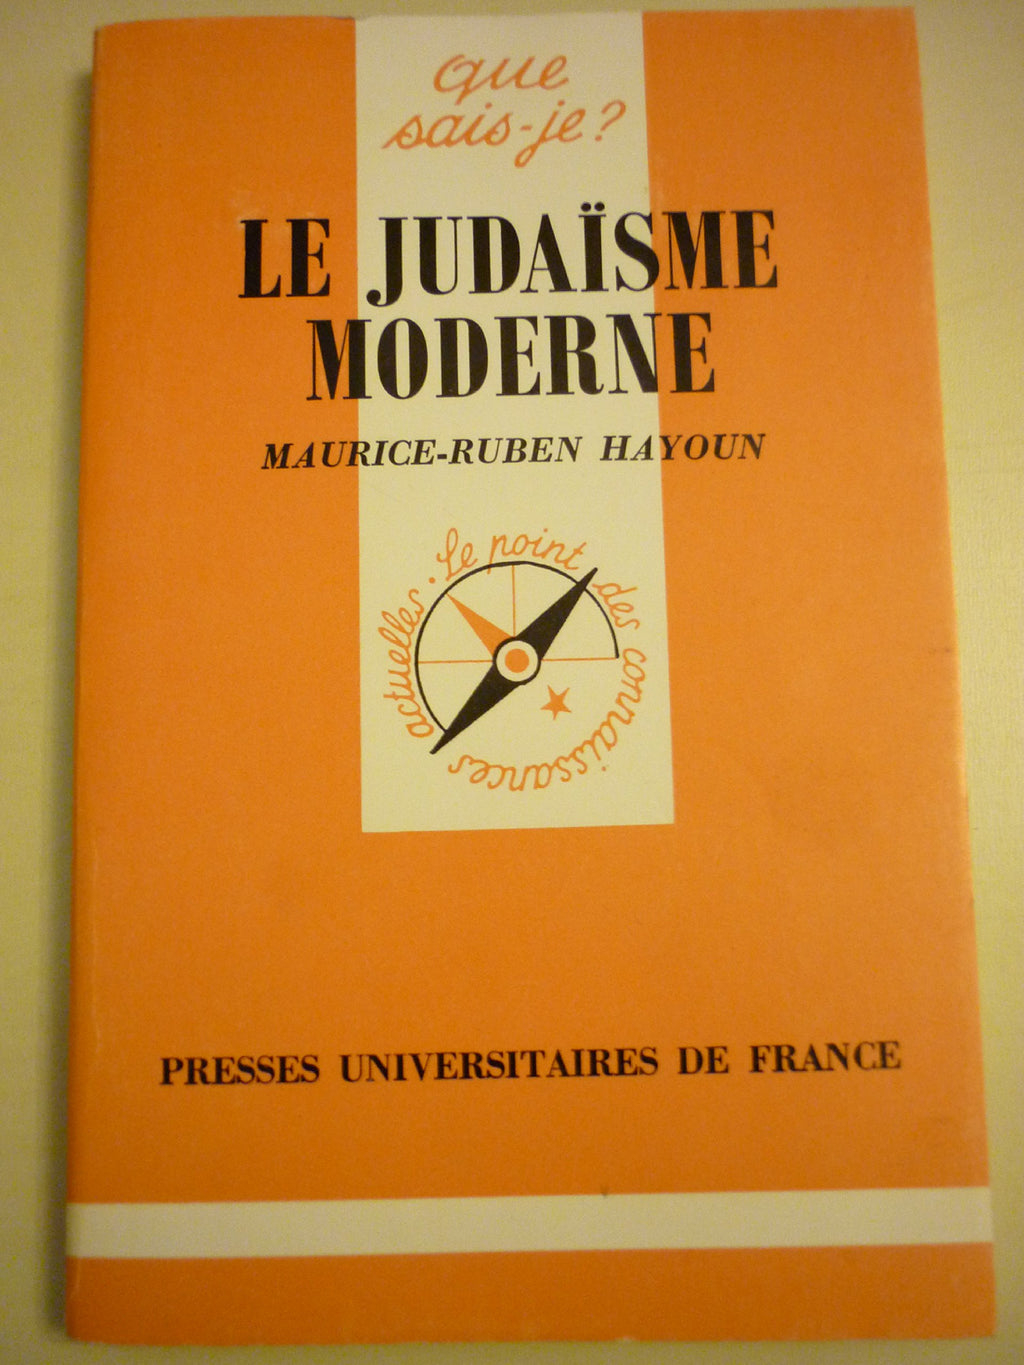 que
sais-je?
LE JUDAÏSME
MODERNE
MAURICE-RUBEN HAYOUN
Le point des connaissances actuelles.
PRESSES UNIVERSITAIRES DE FRANCE